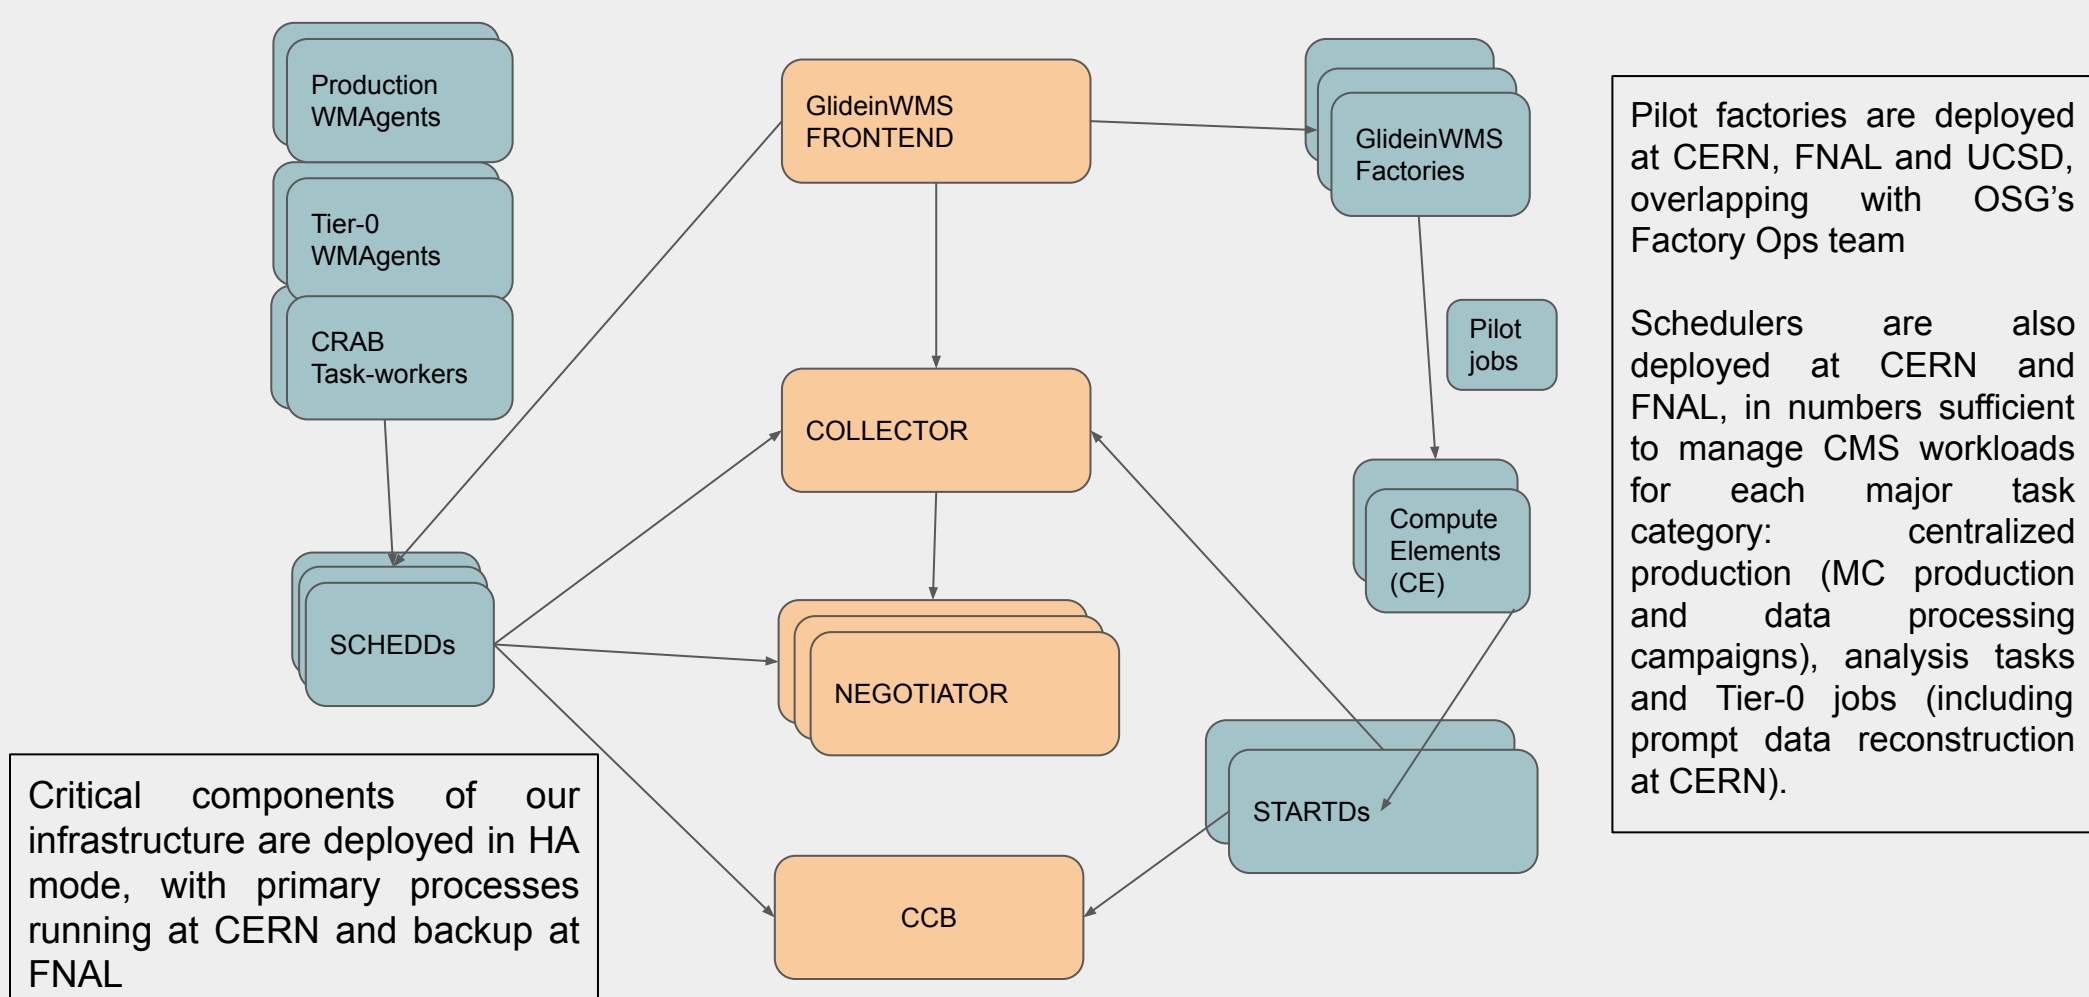 Production
WMAgents
Tier-0
WMAgents
CRAB
Task-workers
SCHEDDs
Critical components of our
infrastructure are deployed in HA
mode, with primary processes
running at CERN and backup at
FNAL
GlideinWMS
FRONTEND
COLLECTOR
NEGOTIATOR
CCB
GlideinWMS
Factories
Pilot
jobs
Compute
Elements
(CE)
STARTDs
Pilot factories are deployed
at CERN, FNAL and UCSD,
overlapping with OSG’s
Factory Ops team
Schedulers are also
deployed at CERN and
FNAL, in numbers sufficient
to manage CMS workloads
for each major task
category: centralized
production (MC production
and data processing
campaigns), analysis tasks
and Tier-0 jobs (including
prompt data reconstruction
at CERN).